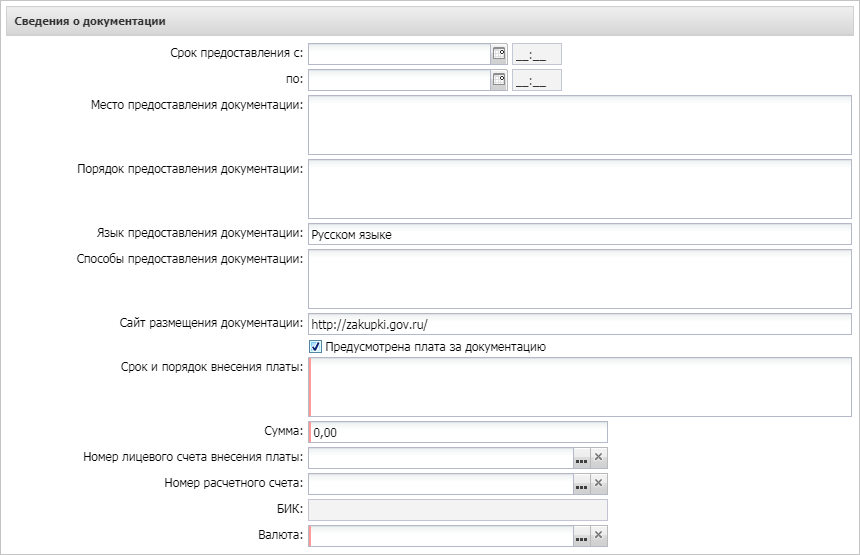 Сведения о документации
Срок предоставления с: __:__
по: __:__
Место предоставления документации:
Порядок предоставления документации:
Язык предоставления документации: Русском языке
Способы предоставления документации:
Сайт размещения документации: http://zakupki.gov.ru/
Предусмотрена плата за документацию
Срок и порядок внесения платы:
Сумма: 0,00
Номер лицевого счета внесения платы: ...
Номер расчетного счета: ...
БИК:
Валюта: ...